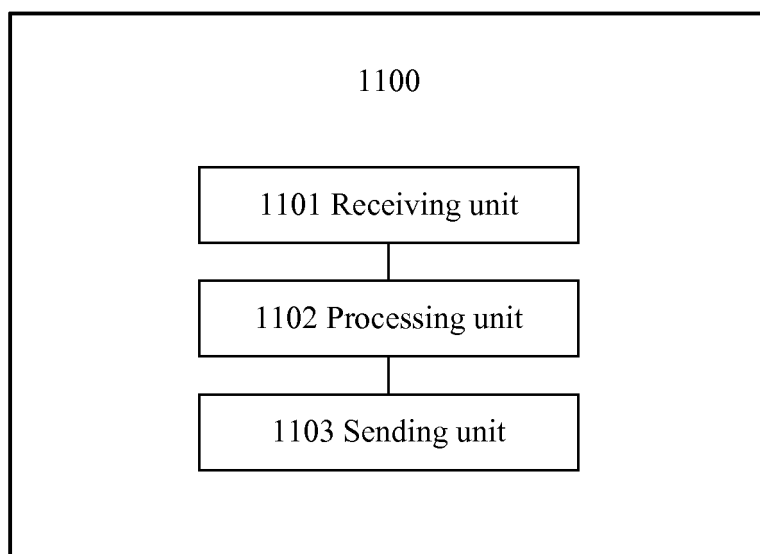 1100
1101 Receiving unit
1102 Processing unit
1103 Sending unit